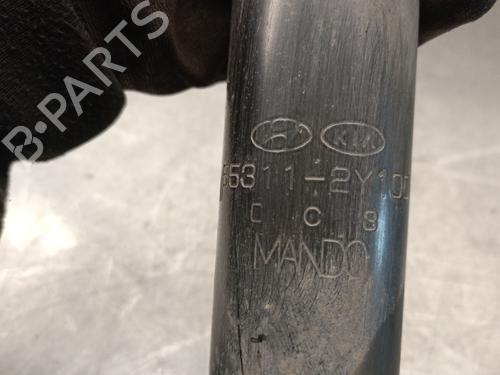 B-PARTS
KIA
55311-2Y100
D C S
MANDO